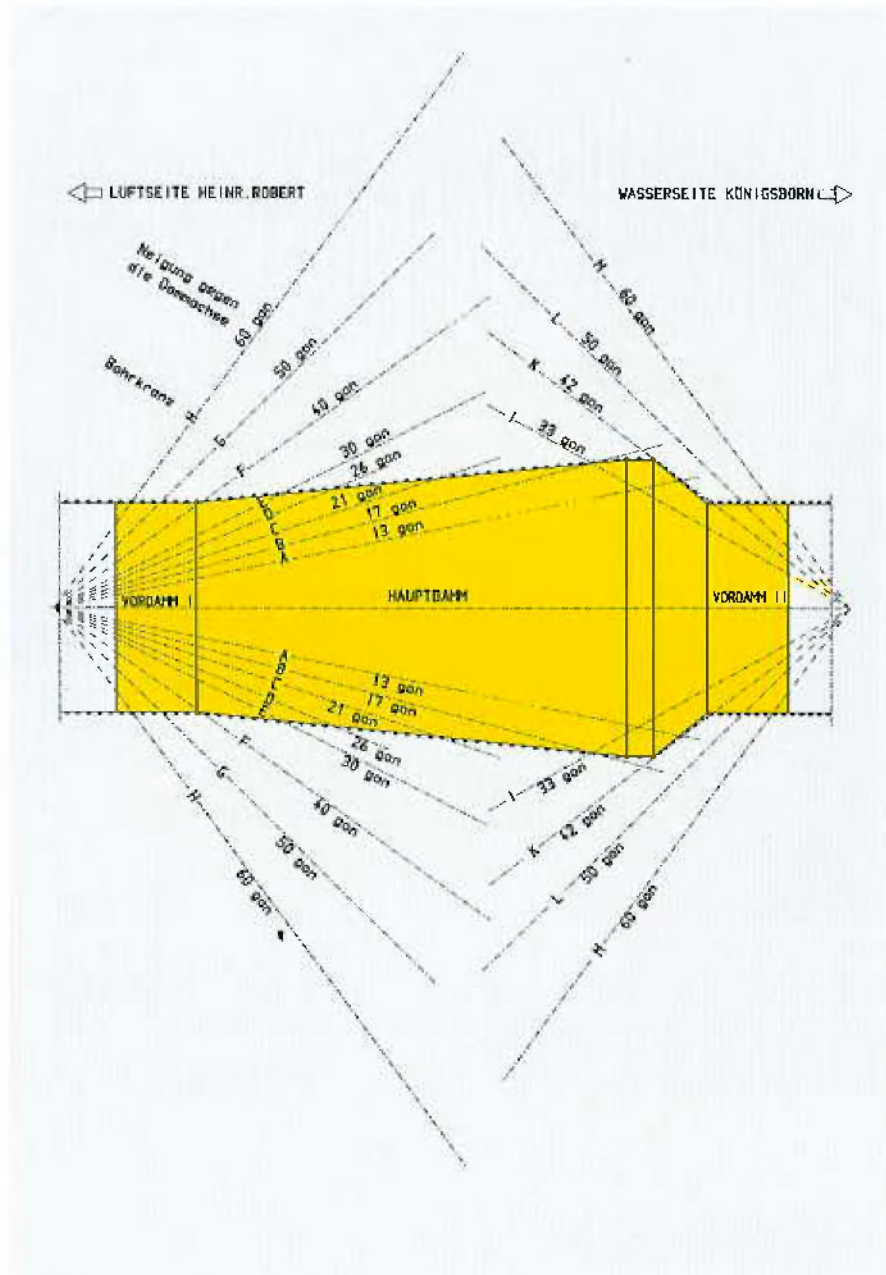 LUFTSEITE HEINR.ROBERT
WASSERSEITE KÖNIGSBORN
Neigung gegen
die Dammachse
Bohrkranz
H 60 gon
G 50 gon
F 40 gon
30 gon
26 gon
21 gon
17 gon
13 gon
E
D
C
B
A
M 60 gon
L 50 gon
K 42 gon
I 33 gon
VORDAMM I
HAUPTDAMM
VORDAMM II
A
B
C
D
E
13 gon
17 gon
21 gon
26 gon
30 gon
F 40 gon
G 50 gon
H 60 gon
I 33 gon
K 42 gon
L 50 gon
M 60 gon